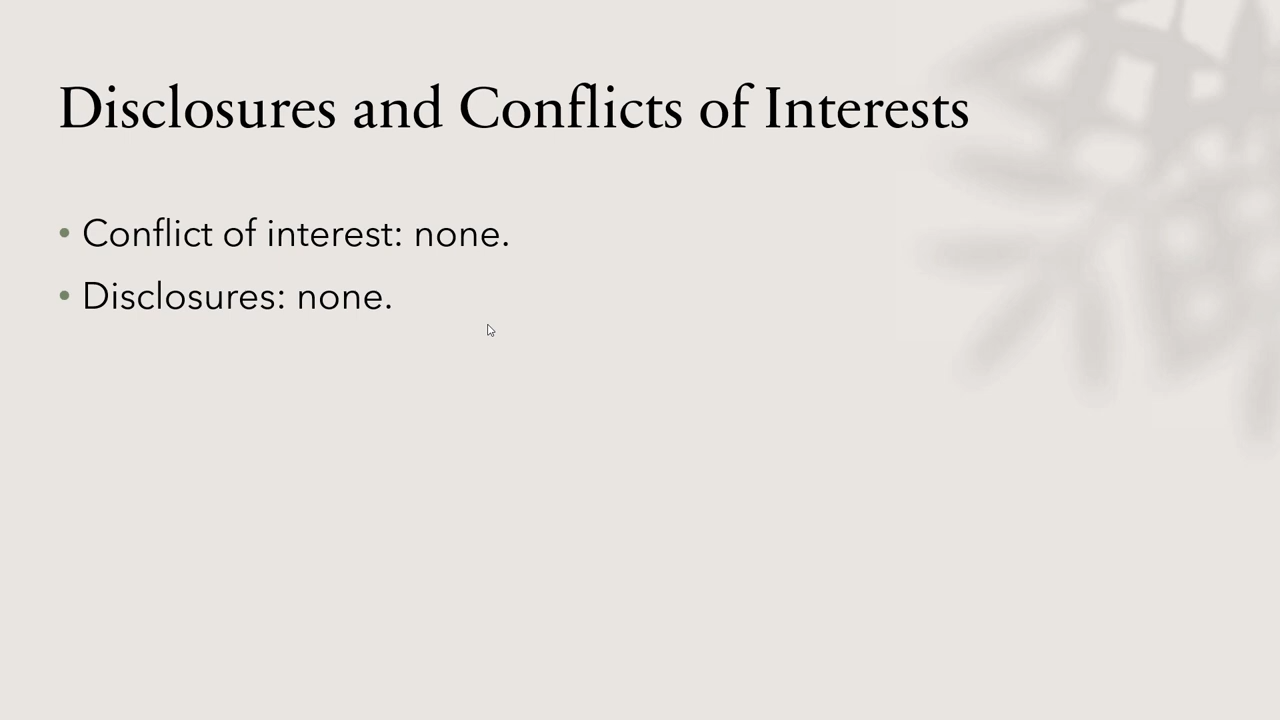 Disclosures and Conflicts of Interests
• Conflict of interest: none.
• Disclosures: none.